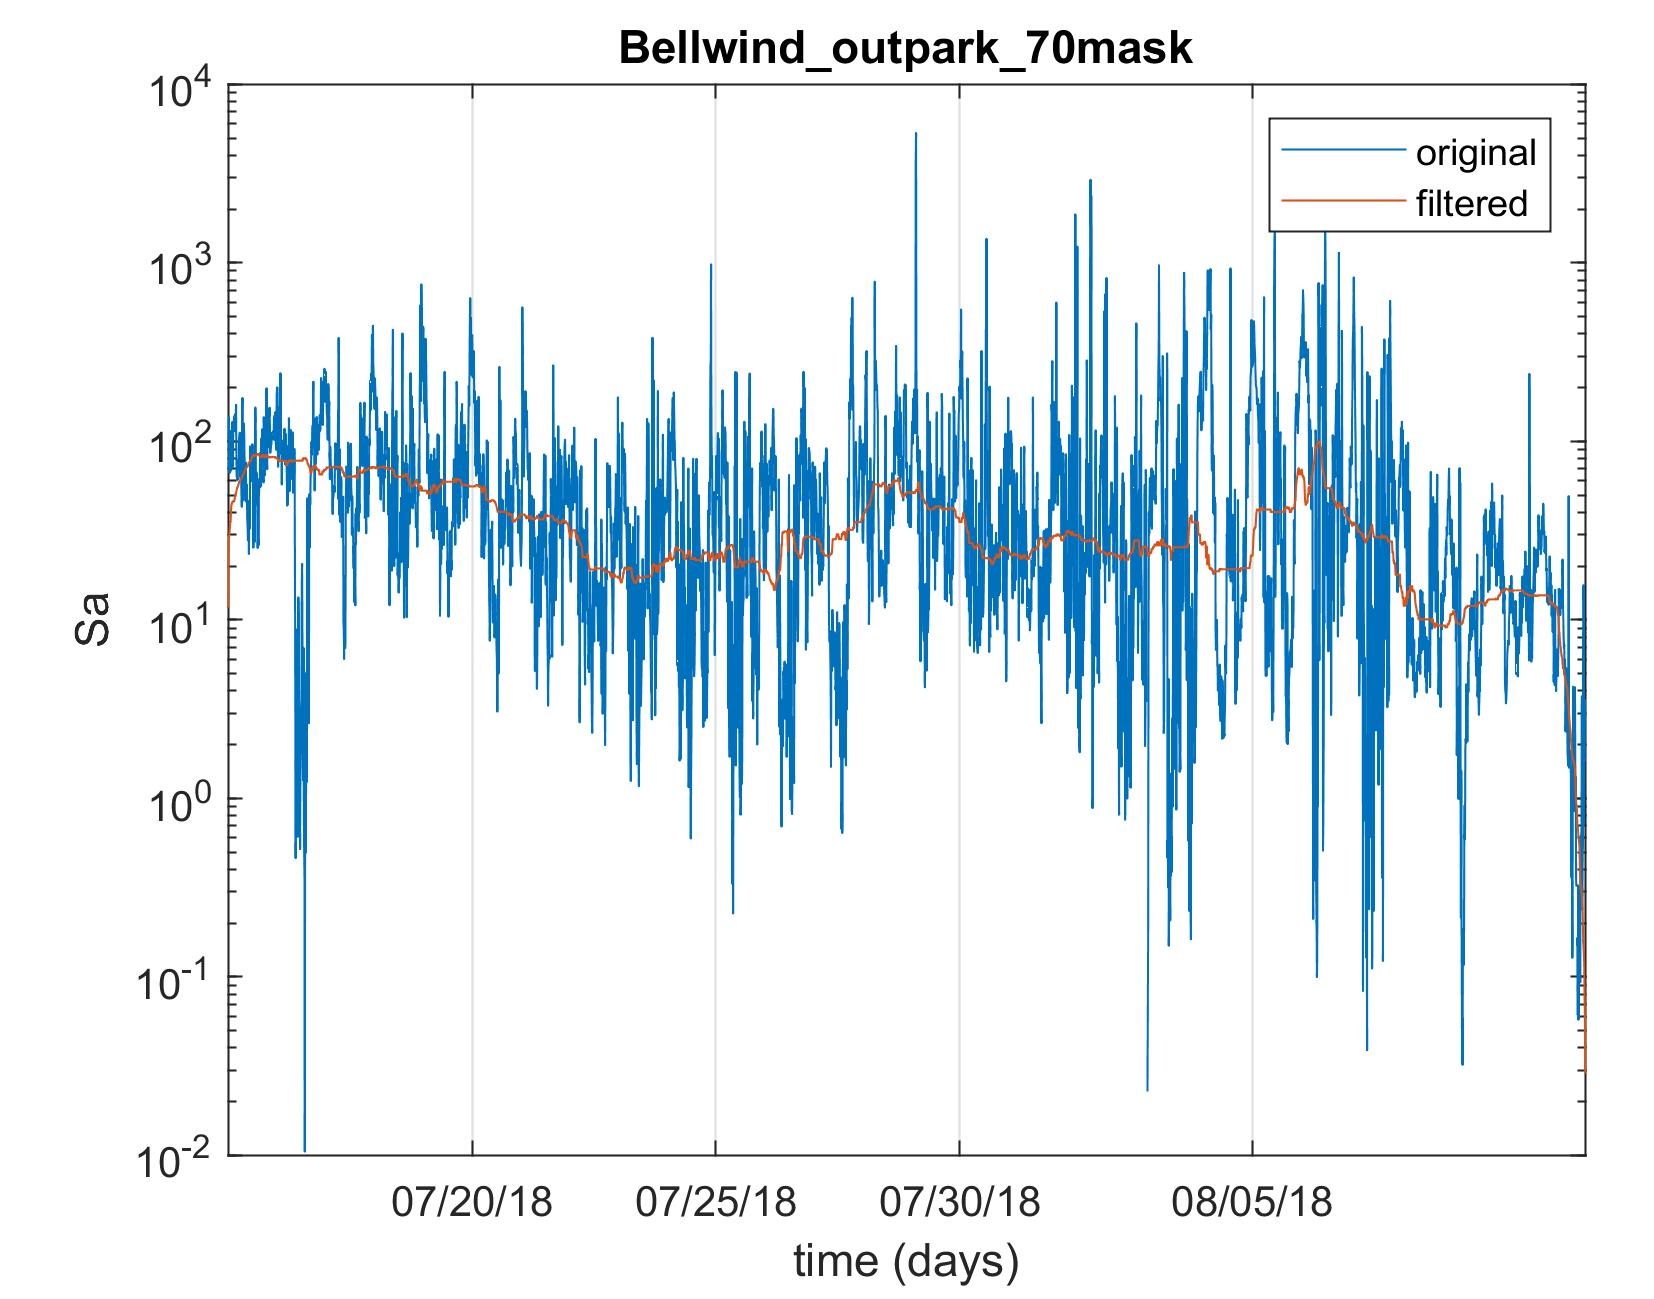 Bellwind_outpark_70mask
original
filtered
10^4
10^3
10^2
10^1
10^0
10^-1
10^-2
Sa
07/20/18 07/25/18 07/30/18 08/05/18
time (days)